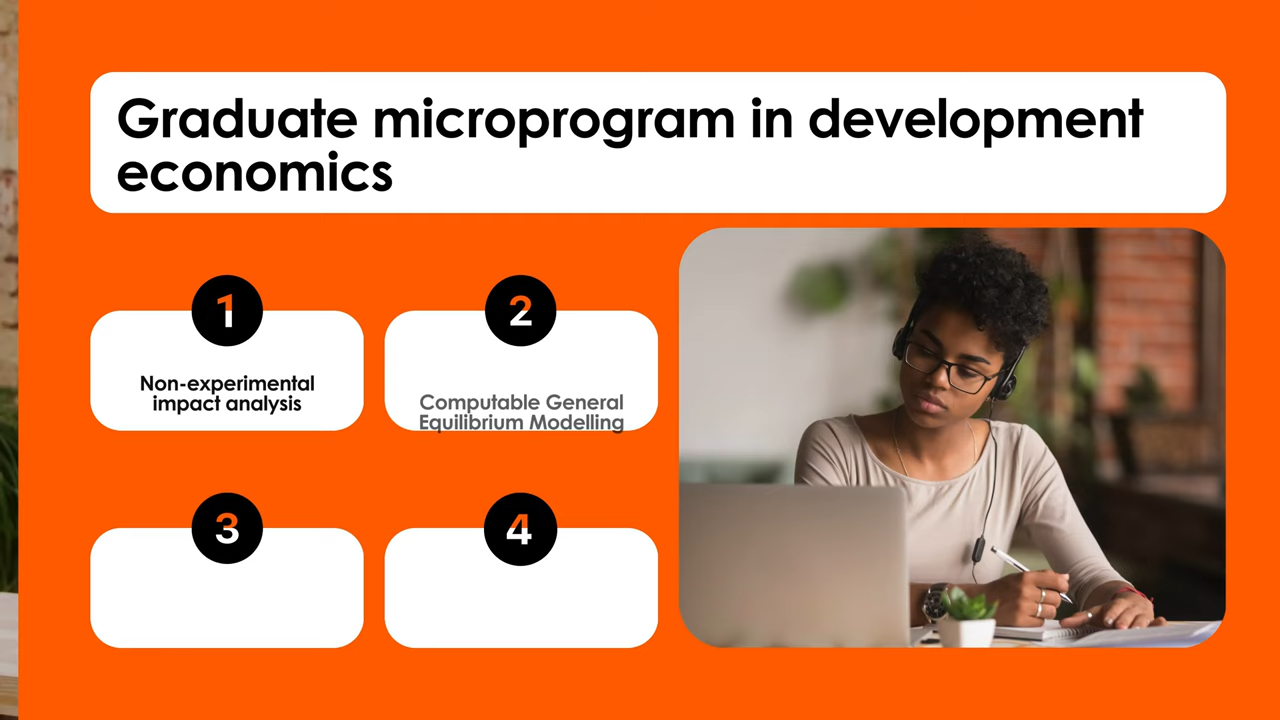 Graduate microprogram in development
economics
1
Non-experimental
impact analysis
2
Computable General
Equilibrium Modelling
3
4